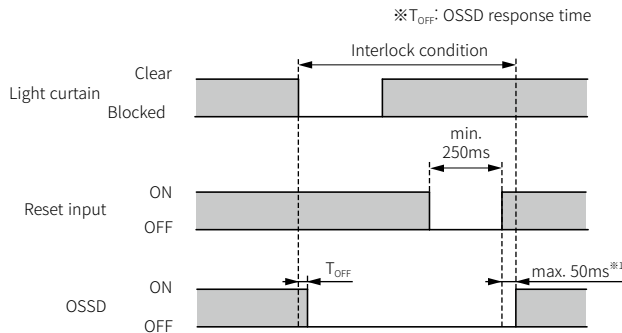 ※TOFF: OSSD response time
Interlock condition
Clear
Light curtain
Blocked
min.
250ms
ON
Reset input
OFF
ON
TOFF
max. 50ms※1
OSSD
OFF